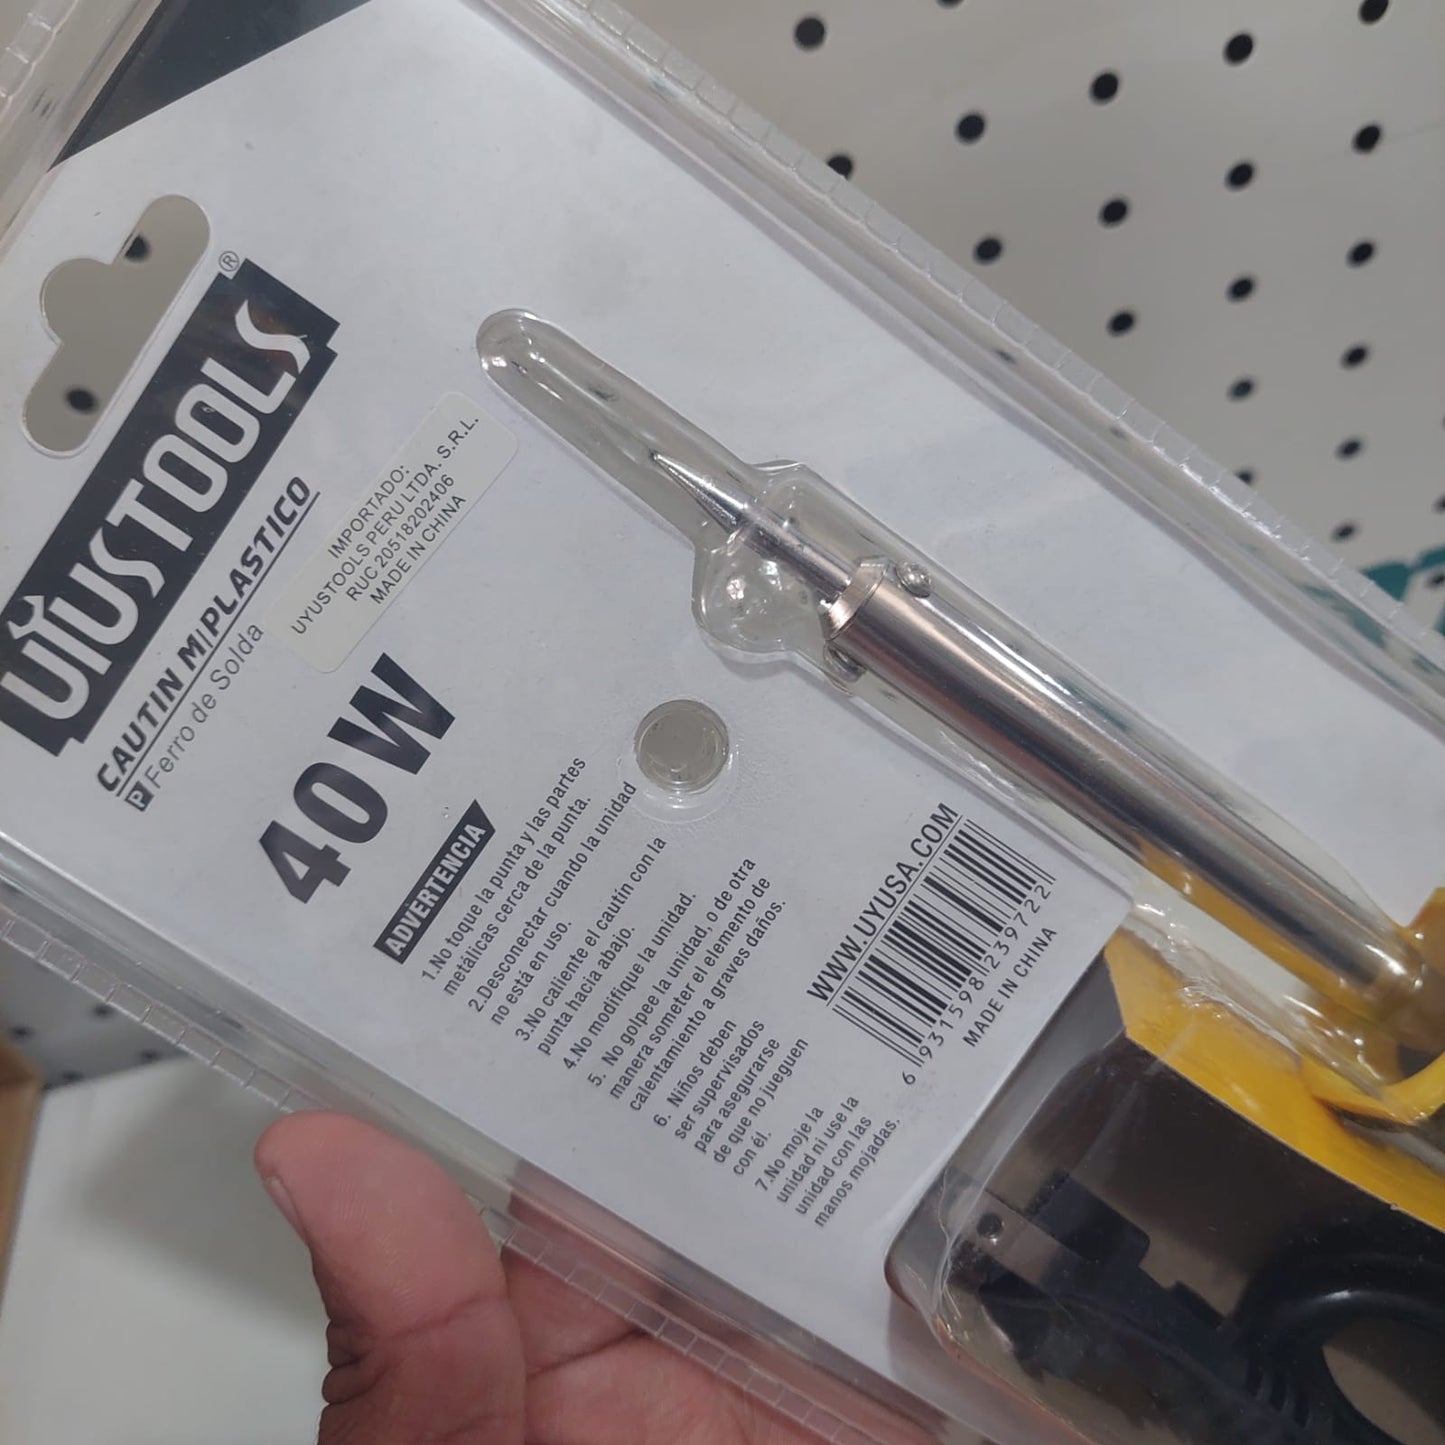 UYUSTOOLS®
CAUTIN M/PLASTICO
P Ferro de Solda
IMPORTADO:
UYUSTOOLS PERU LTDA. S.R.L.
RUC 20518202406
MADE IN CHINA
40W
ADVERTENCIA
1.No toque la punta y las partes
metálicas cerca de la punta.
2.Desconectar cuando la unidad
no está en uso.
3.No caliente el cautín con la
punta hacia abajo.
4.No modifique la unidad.
5. No golpee la unidad, o de otra
manera someter el elemento de
calentamiento a graves daños.
6. Niños deben
ser supervisados
para asegurarse
de que no jueguen
con él.
7.No moje la
unidad ni use la
unidad con las
manos mojadas.
WWW.UYUSA.COM
6 931598 239722
MADE IN CHINA